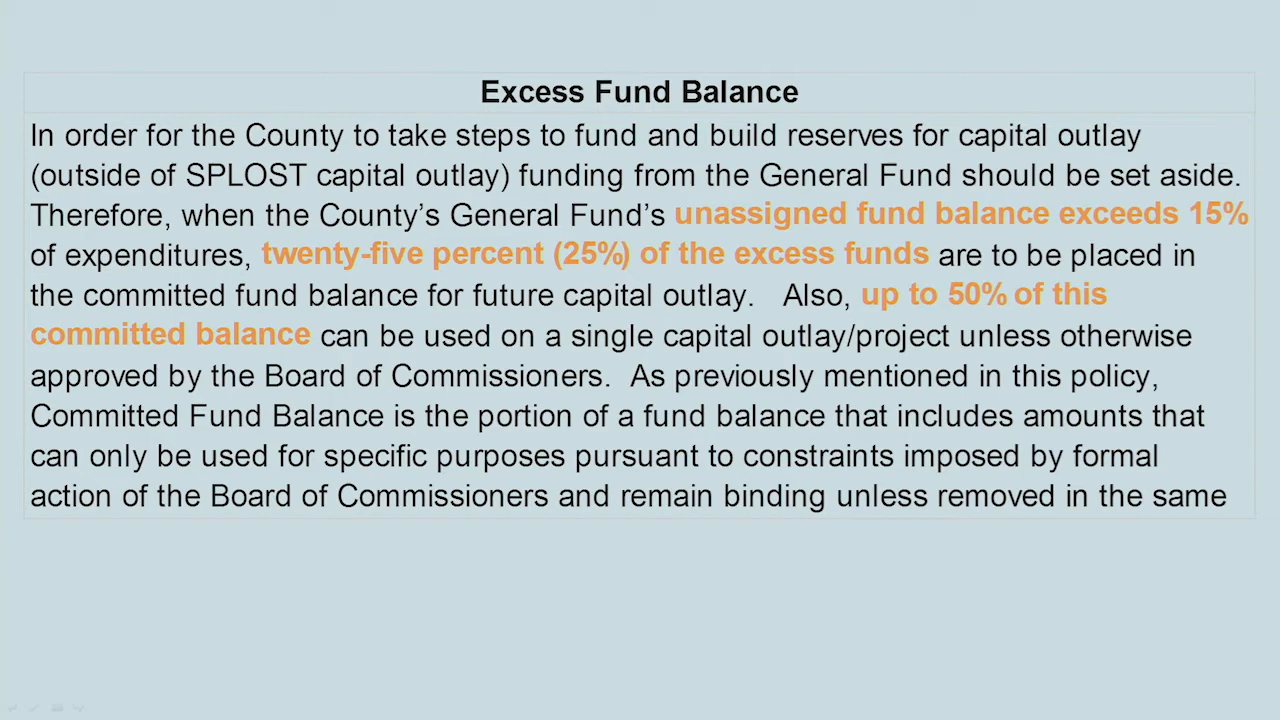 Excess Fund Balance
In order for the County to take steps to fund and build reserves for capital outlay
(outside of SPLOST capital outlay) funding from the General Fund should be set aside.
Therefore, when the County’s General Fund’s unassigned fund balance exceeds 15%
of expenditures, twenty-five percent (25%) of the excess funds are to be placed in
the committed fund balance for future capital outlay. Also, up to 50% of this
committed balance can be used on a single capital outlay/project unless otherwise
approved by the Board of Commissioners. As previously mentioned in this policy,
Committed Fund Balance is the portion of a fund balance that includes amounts that
can only be used for specific purposes pursuant to constraints imposed by formal
action of the Board of Commissioners and remain binding unless removed in the same